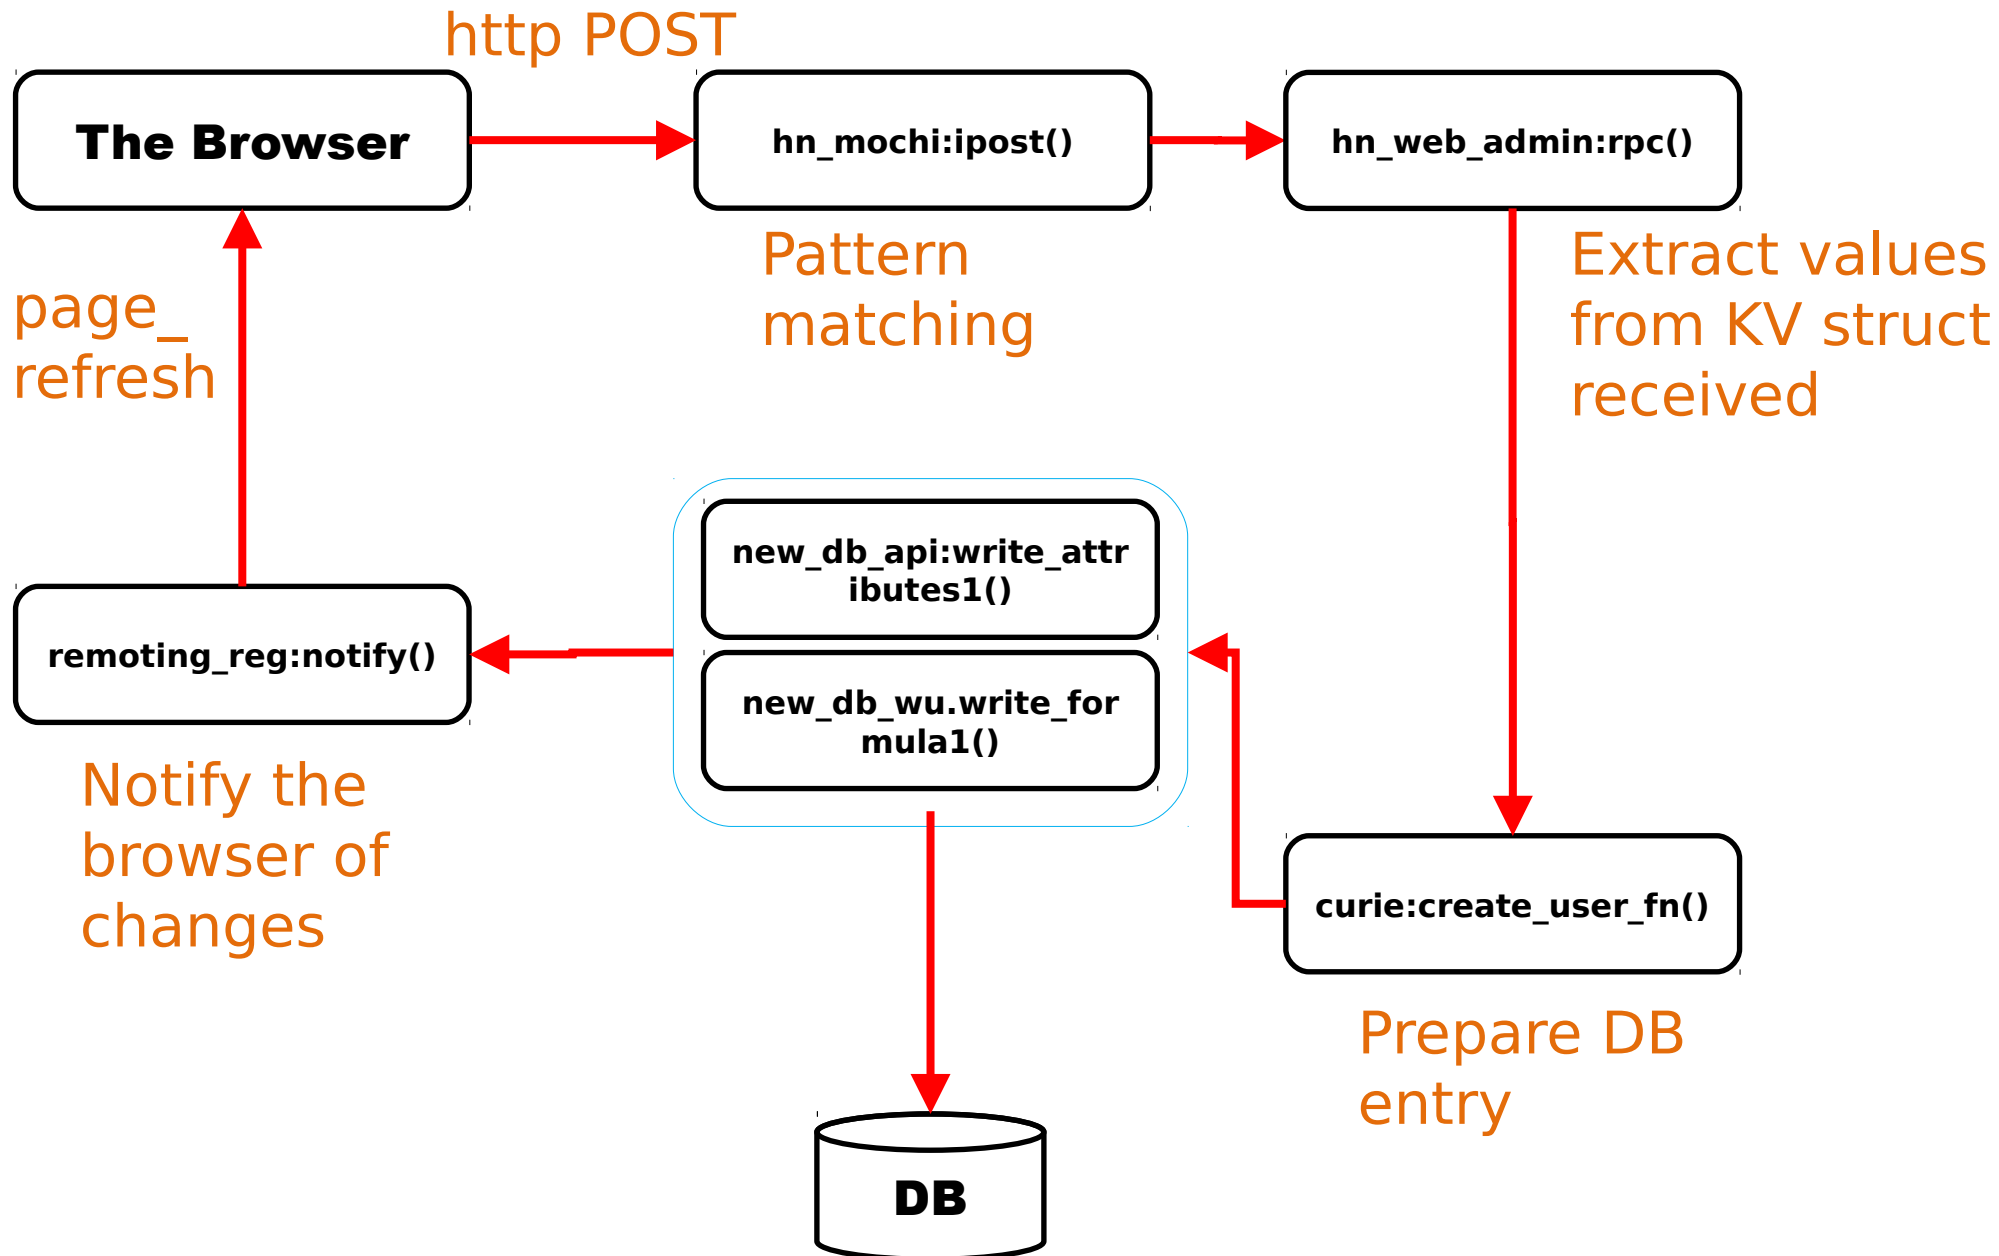 http POST
The Browser
hn_mochi:ipost()
hn_web_admin:rpc()
Pattern
matching
Extract values
from KV struct
received
page_
refresh
new_db_api:write_attr
ibutes1()
new_db_wu.write_for
mula1()
remoting_reg:notify()
Notify the
browser of
changes
curie:create_user_fn()
Prepare DB
entry
DB